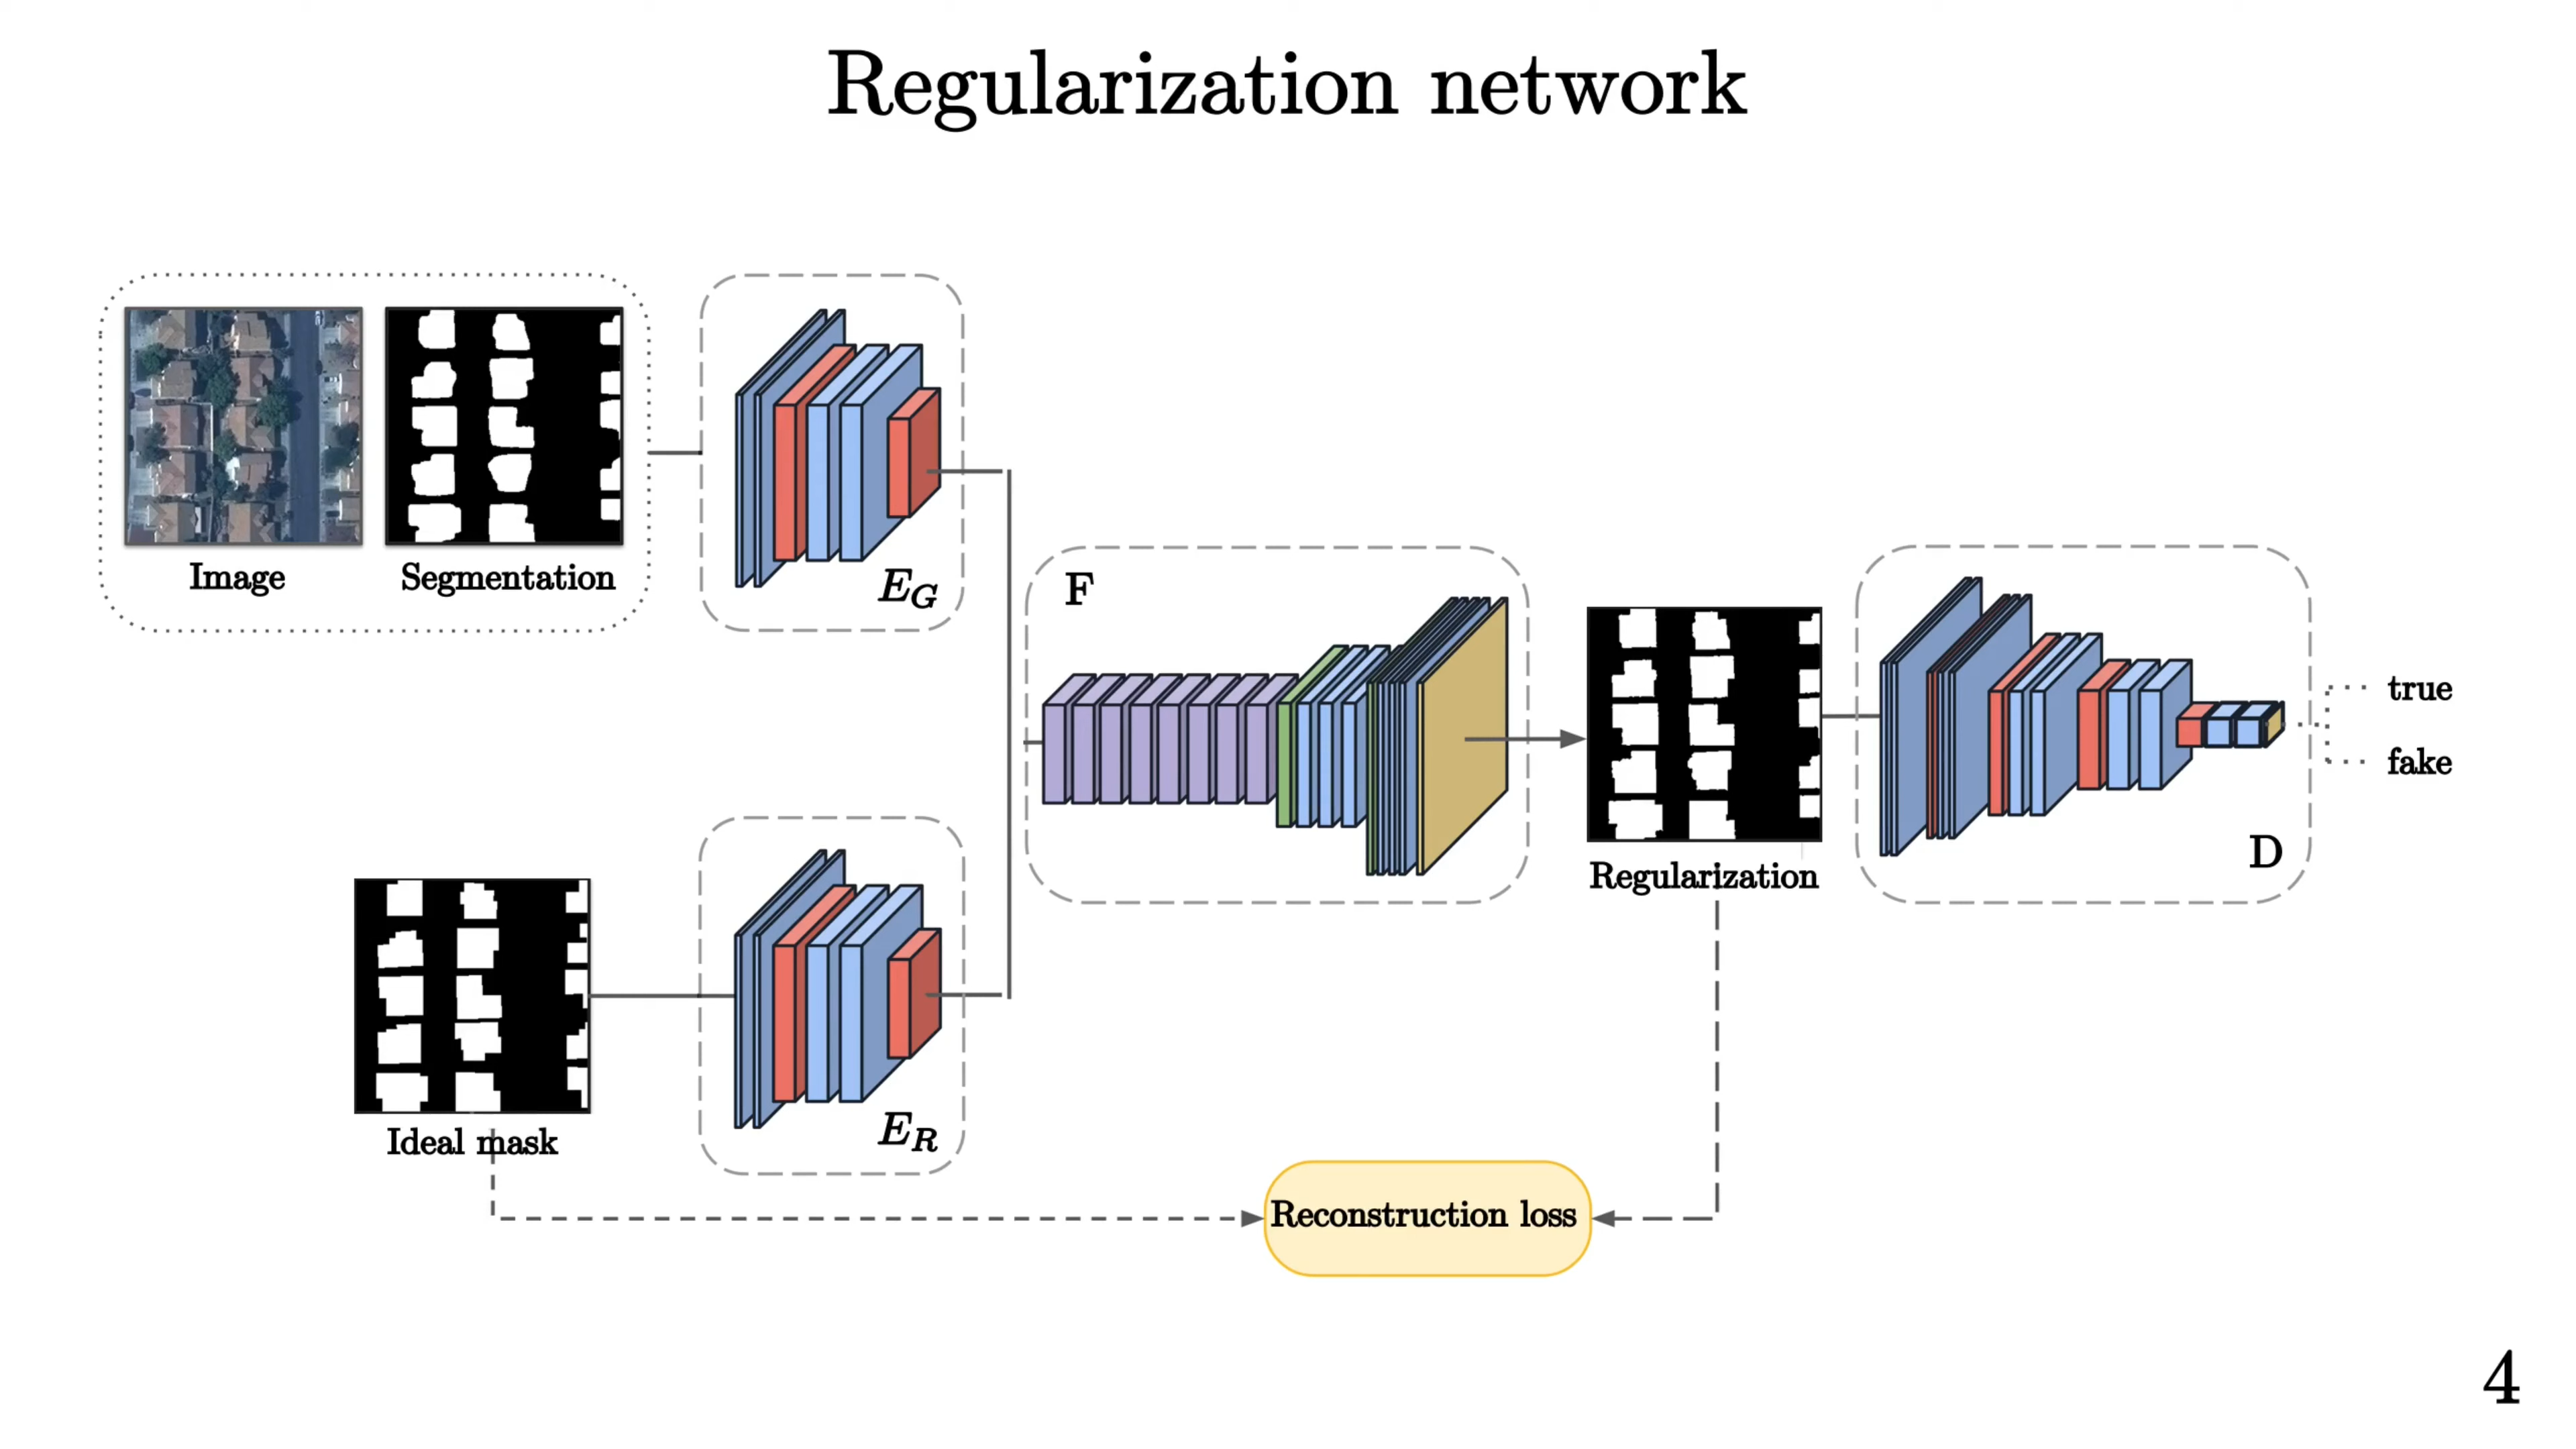 Regularization network
Image
Segmentation
E_G
F
Regularization
D
true
fake
Ideal mask
E_R
Reconstruction loss
4